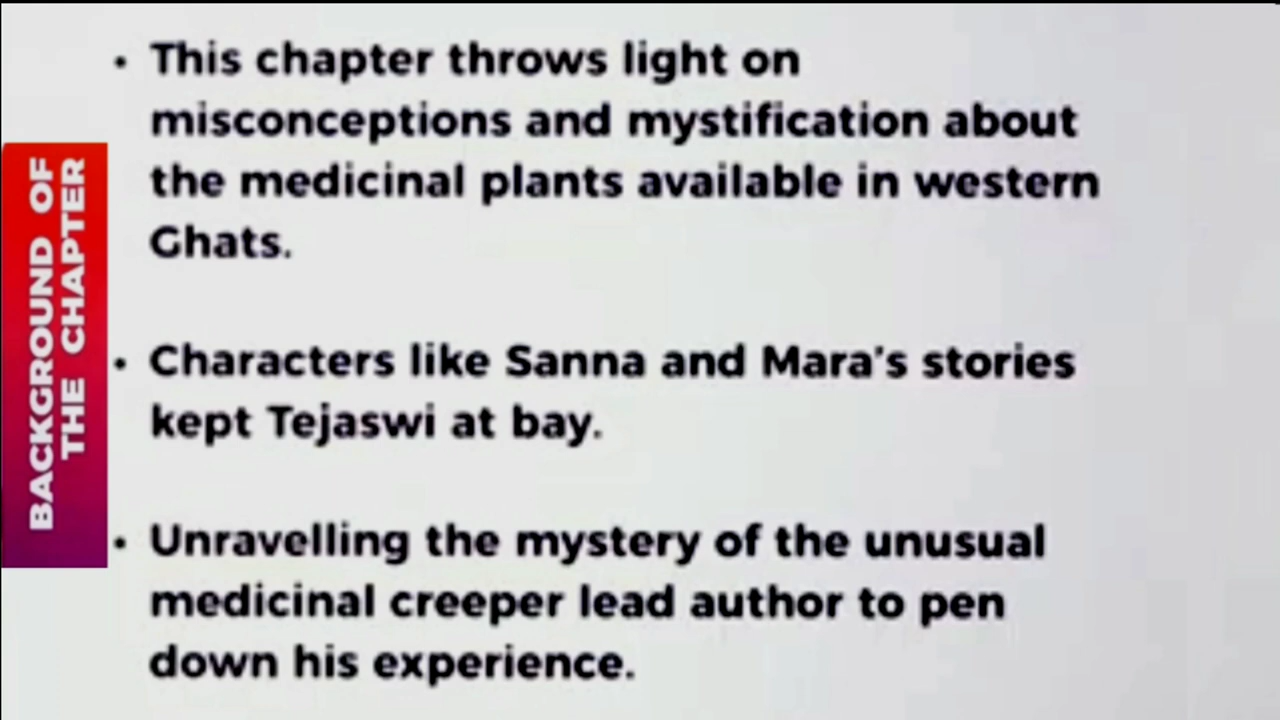 BACKGROUND OF
THE CHAPTER
• This chapter throws light on
misconceptions and mystification about
the medicinal plants available in western
Ghats.
• Characters like Sanna and Mara's stories
kept Tejaswi at bay.
• Unravelling the mystery of the unusual
medicinal creeper lead author to pen
down his experience.